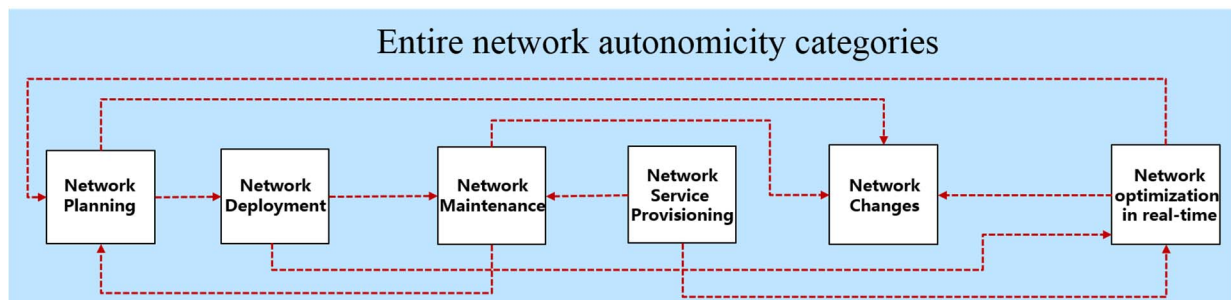 Entire network autonomicity categories
Network
Planning
Network
Deployment
Network
Maintenance
Network
Service
Provisioning
Network
Changes
Network
optimization
in real-time